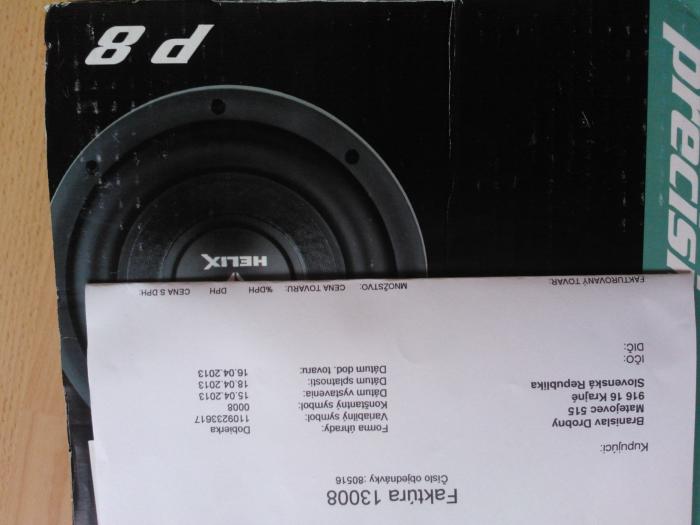 P 8
precisi
HELIX
Faktúra 13008
Číslo objednávky :80516
Kupujúci:
Branislav Drobny
Matejovec 515
916 16 Krajné
Slovenská Republika
IČO:
DIČ:
Forma úhrady: Dobierka
Variabilný symbol: 1109233617
Konštantný symbol: 0008
Dátum vystavenia: 15.04.2013
Dátum splatnosti: 18.04.2013
Dátum dod. tovaru: 16.04.2013
FAKTUROVANÝ TOVAR: MNOŽSTVO: CENA TOVARU: %DPH DPH CENA S DPH: